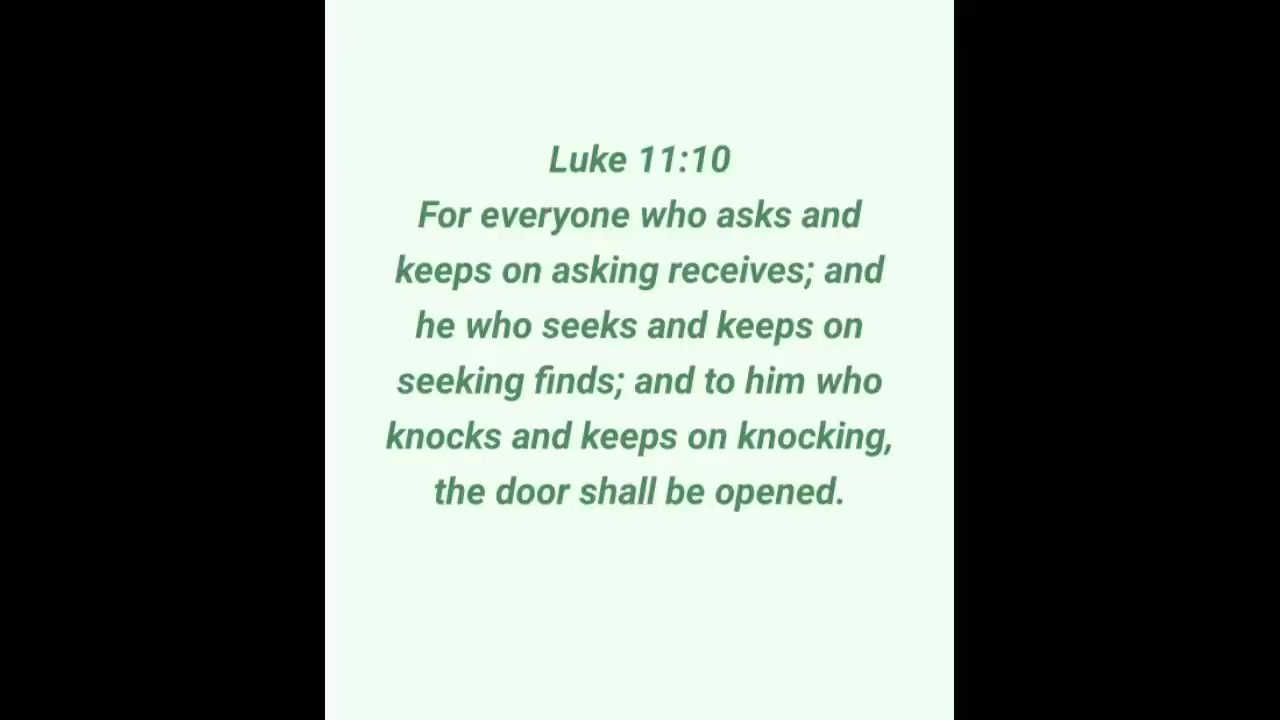 Luke 11:10
For everyone who asks and
keeps on asking receives; and
he who seeks and keeps on
seeking finds; and to him who
knocks and keeps on knocking,
the door shall be opened.